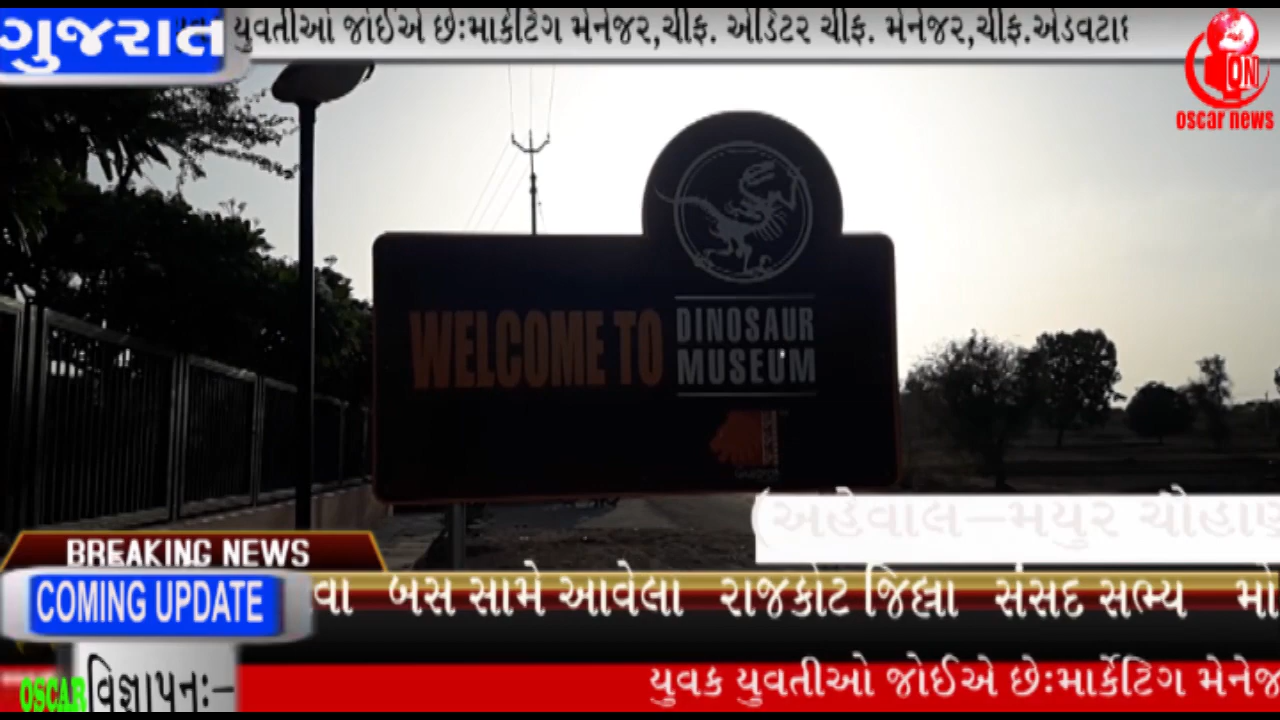 ગુજરાત
યુવતીઓ જોઈએ છેઃમાર્કેટિંગ મેનેજર,ચીફ. એડિટર ચીફ. મેનેજર,ચીફ.એડવટાઇ
ON
oscar news
WELCOME TO DINOSAUR MUSEUM
(અહેવાલ-મયુર ચૌહાણ
BREAKING NEWS
COMING UPDATE
વા બસ સામે આવેલા રાજકોટ જિલ્લા સંસદ સભ્ય મો
OSCAR વિજ્ઞાપનઃ-
યુવક યુવતીઓ જોઈએ છેઃમાર્કેટિંગ મેનેજ